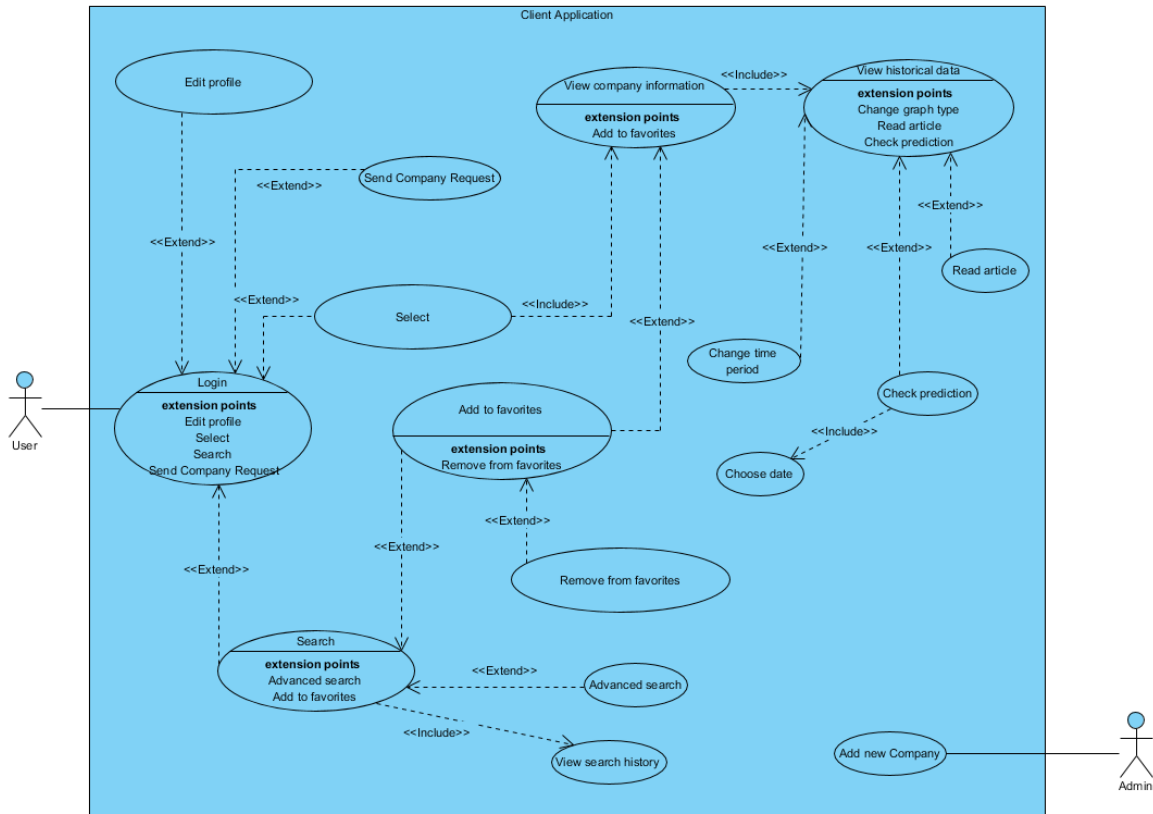 Client Application
Edit profile
View company information
extension points
Add to favorites
<<Include>>
View historical data
extension points
Change graph type
Read article
Check prediction
Send Company Request
<<Extend>>
<<Extend>>
<<Extend>>
Read article
<<Extend>>
<<Extend>>
<<Extend>>
Select
<<Include>>
<<Extend>>
Change time
period
Check prediction
<<Include>>
Choose date
User
Login
extension points
Edit profile
Select
Search
Send Company Request
Add to favorites
extension points
Remove from favorites
<<Extend>>
<<Extend>>
<<Extend>>
Remove from favorites
Search
extension points
Advanced search
Add to favorites
<<Extend>>
Advanced search
<<Include>>
View search history
Add new Company
Admin